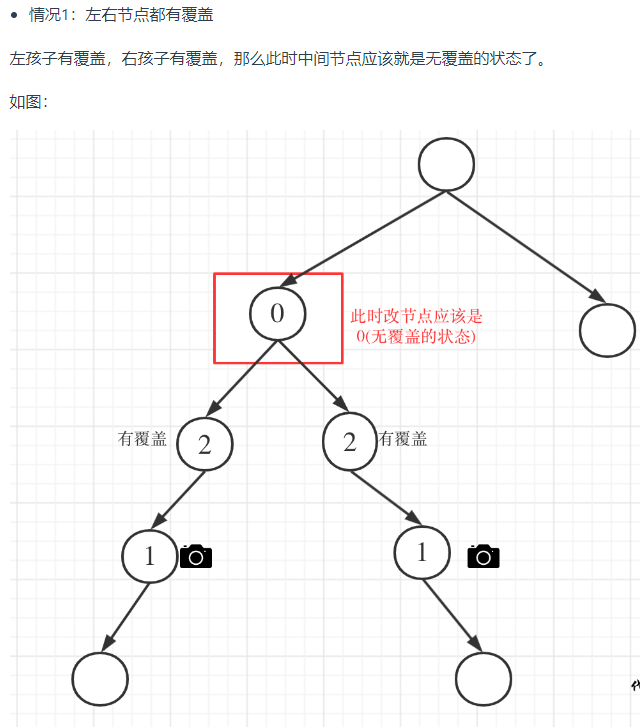 情况1：左右节点都有覆盖
左孩子有覆盖，右孩子有覆盖，那么此时中间节点应该就是无覆盖的状态了。
如图：
0
此时改节点应该是
0(无覆盖的状态)
有覆盖
2
2
有覆盖
1
1